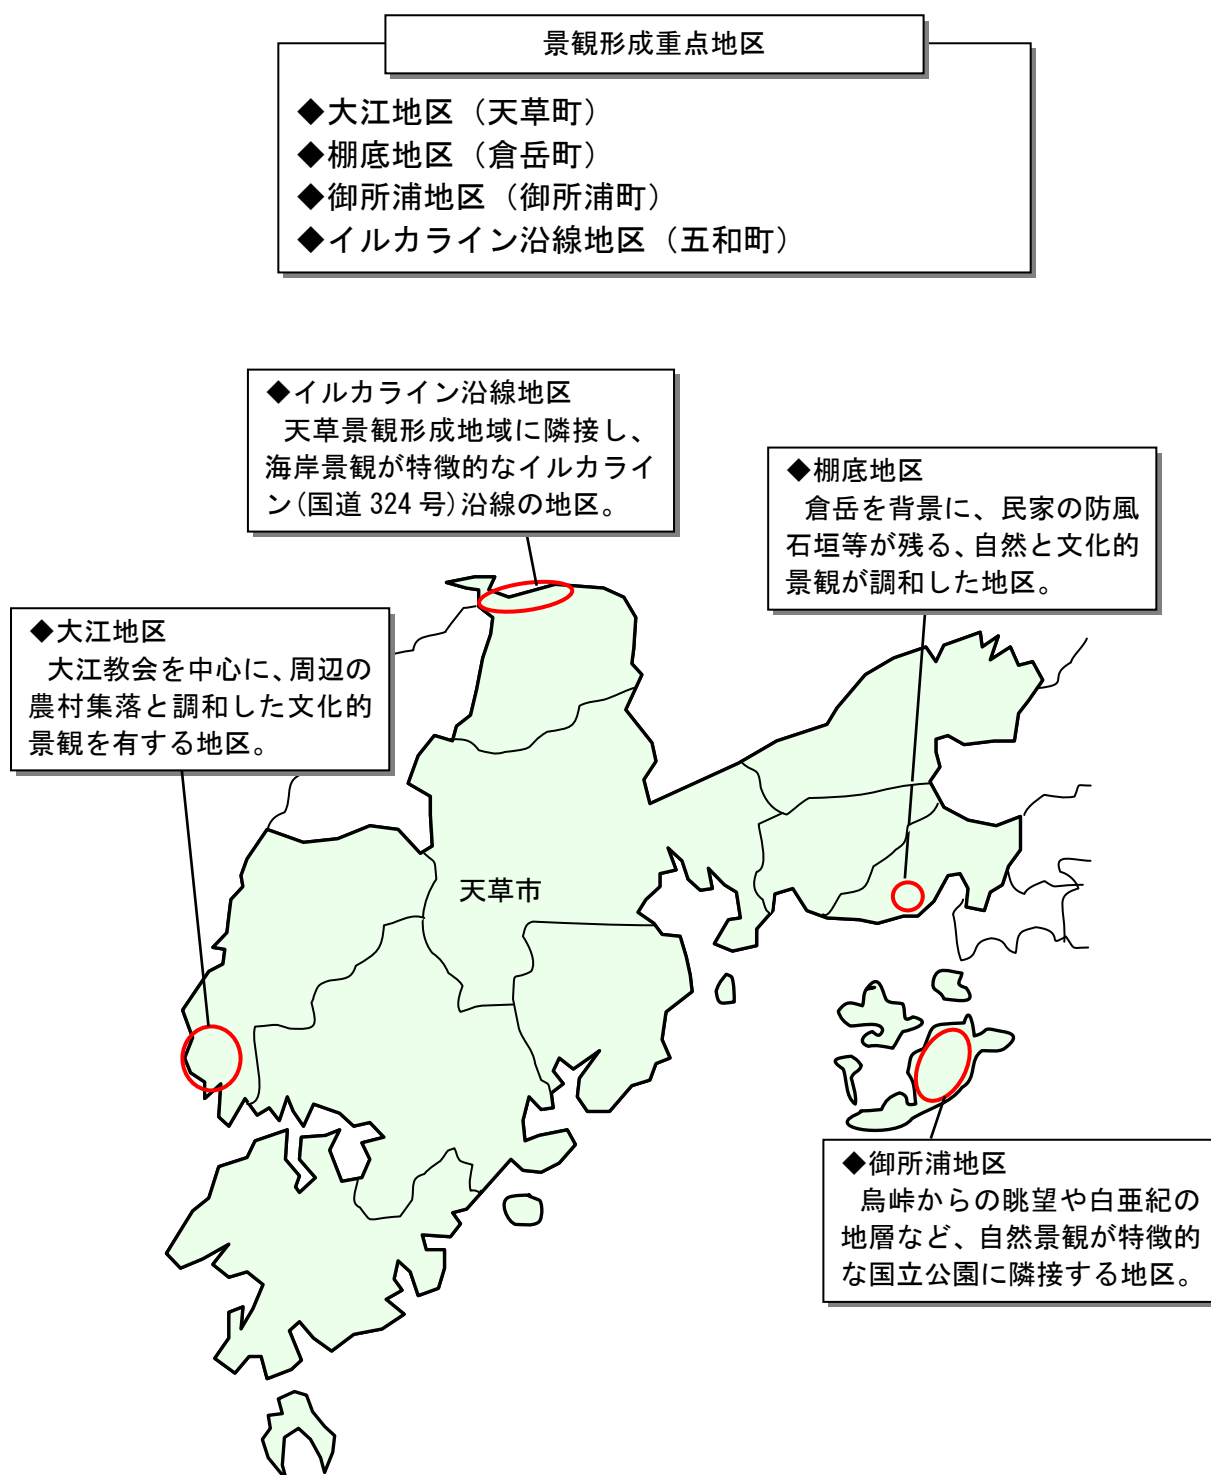 景観形成重点地区
◆大江地区（天草町）
◆棚底地区（倉岳町）
◆御所浦地区（御所浦町）
◆イルカライン沿線地区（五和町）
◆イルカライン沿線地区
天草景観形成地域に隣接し、
海岸景観が特徴的なイルカライ
ン(国道 324 号)沿線の地区。
◆棚底地区
倉岳を背景に、民家の防風
石垣等が残る、自然と文化的
景観が調和した地区。
◆大江地区
大江教会を中心に、周辺の
農村集落と調和した文化的
景観を有する地区。
天草市
◆御所浦地区
烏峠からの眺望や白亜紀の
地層など、自然景観が特徴的
な国立公園に隣接する地区。